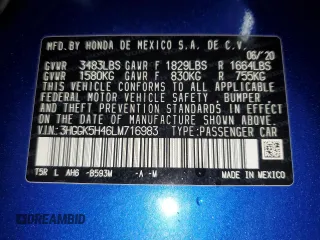 MFD.BY HONDA DE MEXICO S.A. DE C.V.
06/20
GVWR 3483LBS GAWR F 1829LBS R 1664LBS
GVWR 1580KG GAWR F 830KG R 755KG
THIS VEHICLE CONFORMS TO ALL APPLICABLE
FEDERAL MOTOR VEHICLE SAFETY, BUMPER
AND THEFT PREVENTION STANDARDS IN EFFECT
ON THE DATE OF MANUFACTURE SHOWN ABOVE.
V.I.N.:3HGGK5H46LM716983 TYPE:PASSENGER CAR
T5R L AH6 -B593M -A -M
MEXICO
DREAMBID